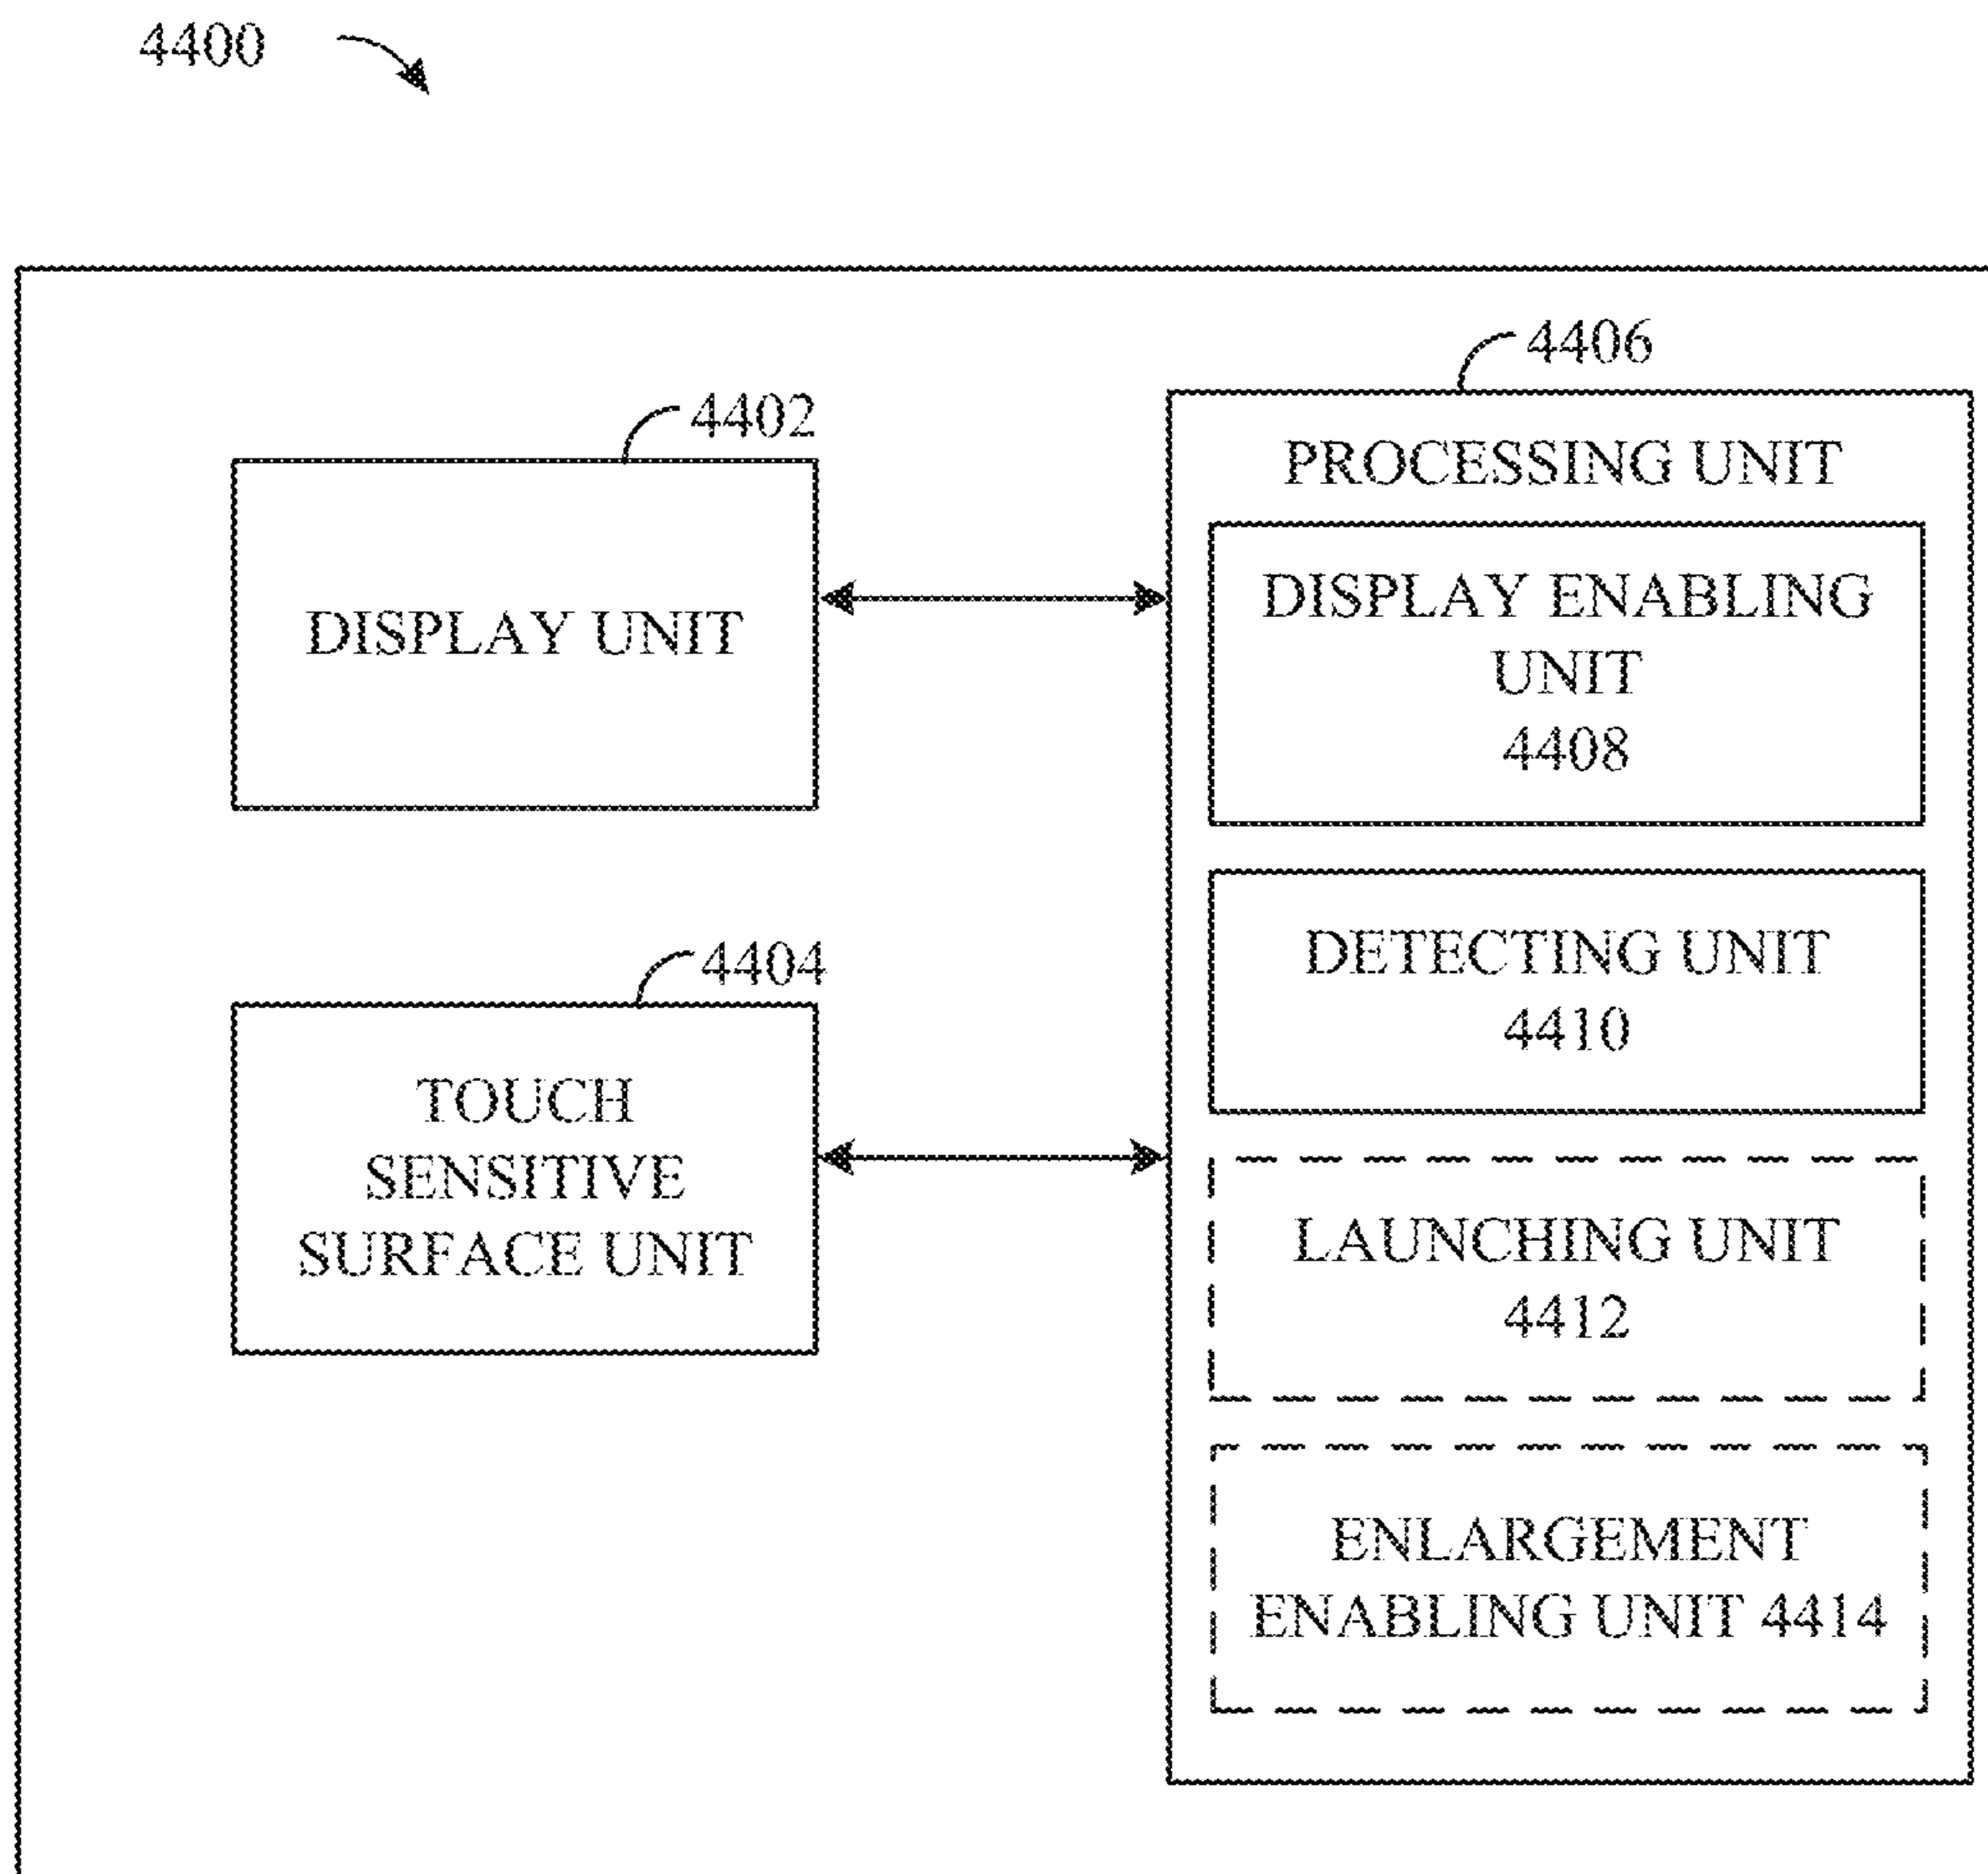 4400
4402
DISPLAY UNIT
4404
TOUCH
SENSITIVE
SURFACE UNIT
4406
PROCESSING UNIT
DISPLAY ENABLING
UNIT
4408
DETECTING UNIT
4410
LAUNCHING UNIT
4412
ENLARGEMENT
ENABLING UNIT 4414